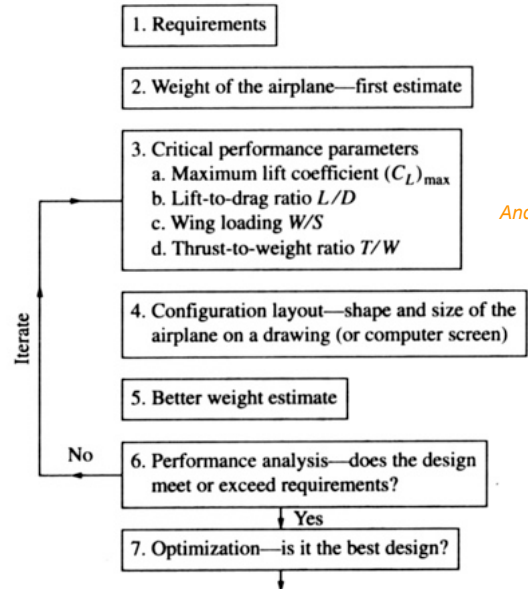 1. Requirements
2. Weight of the airplane—first estimate
3. Critical performance parameters
a. Maximum lift coefficient (C_L)_max
b. Lift-to-drag ratio L/D
c. Wing loading W/S
d. Thrust-to-weight ratio T/W
4. Configuration layout—shape and size of the
airplane on a drawing (or computer screen)
5. Better weight estimate
Iterate
No
6. Performance analysis—does the design
meet or exceed requirements?
Yes
7. Optimization—is it the best design?